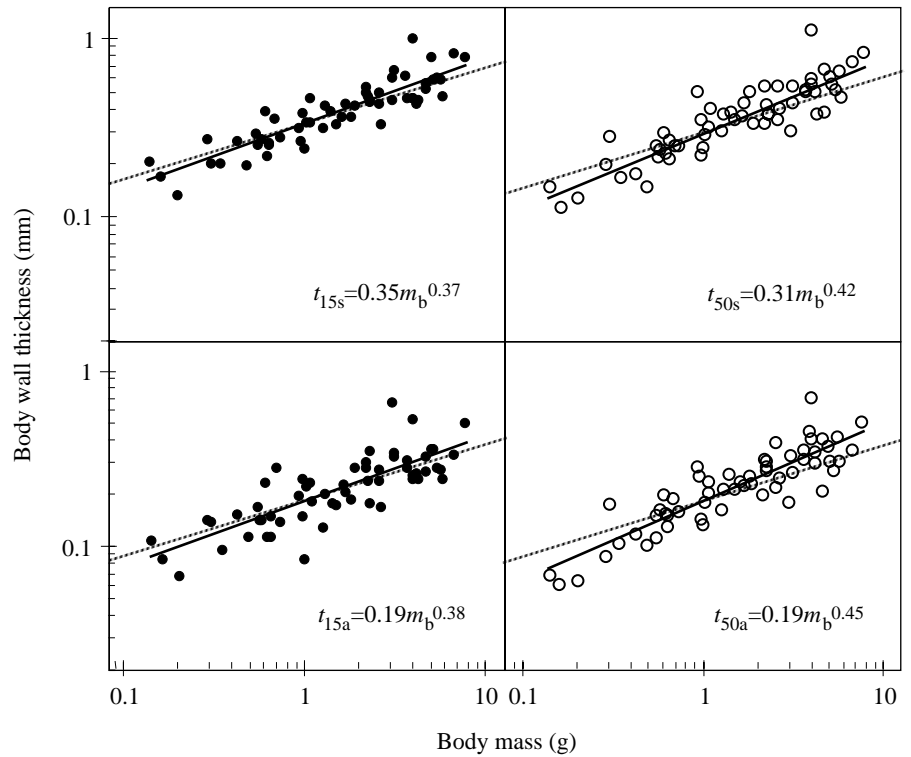 1
0.1
t15s=0.35mb0.37
t50s=0.31mb0.42
Body wall thickness (mm)
1
0.1
t15a=0.19mb0.38
t50a=0.19mb0.45
0.1 1 10 0.1 1 10
Body mass (g)